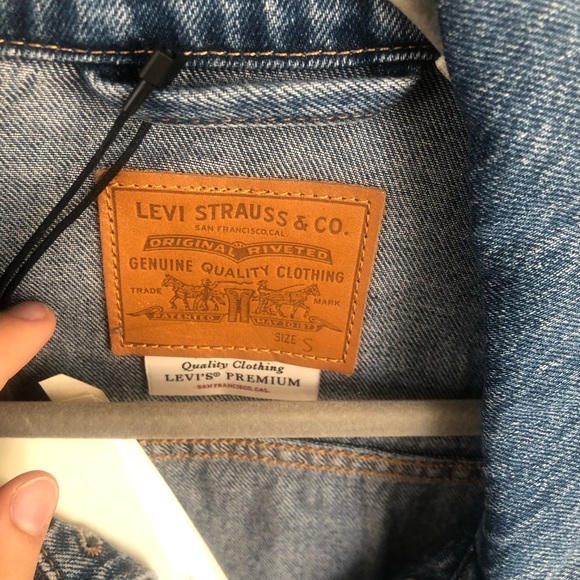 LEVI STRAUSS & CO.
SAN FRANCISCO, CAL.
ORIGINAL RIVETED
GENUINE QUALITY CLOTHING
TRADE MARK
PATENTED MAY 20 1873
SIZE S
Quality Clothing
LEVI'S® PREMIUM
SAN FRANCISCO, CAL.